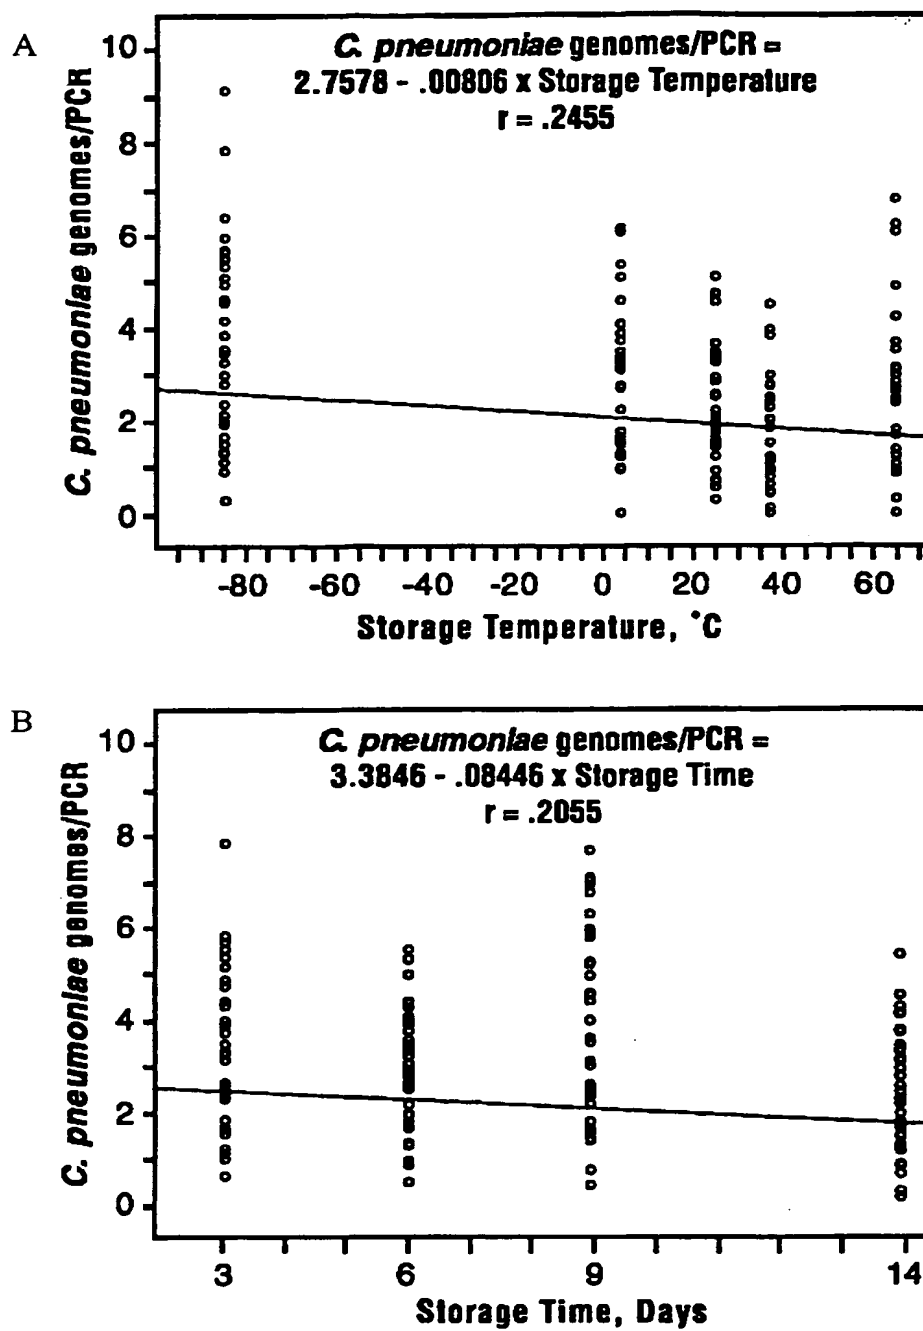 A
C. pneumoniae genomes/PCR =
2.7578 - .00806 x Storage Temperature
r = .2455
C. pneumoniae genomes/PCR
10
8
6
4
2
0
-80 -60 -40 -20 0 20 40 60
Storage Temperature, °C
B
C. pneumoniae genomes/PCR =
3.3846 - .08446 x Storage Time
r = .2055
C. pneumoniae genomes/PCR
10
8
6
4
2
0
3 6 9 14
Storage Time, Days